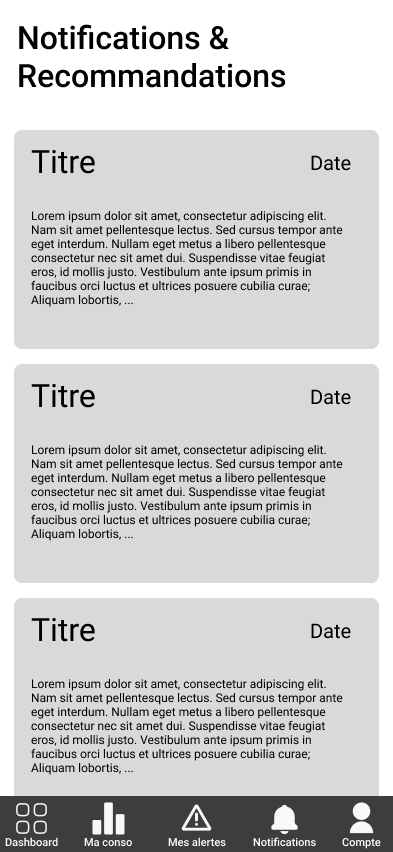 Notifications &
Recommandations
Titre
Date
Lorem ipsum dolor sit amet, consectetur adipiscing elit.
Nam sit amet pellentesque lectus. Sed cursus tempor ante
eget interdum. Nullam eget metus a libero pellentesque
consectetur nec sit amet dui. Suspendisse vitae feugiat
eros, id mollis justo. Vestibulum ante ipsum primis in
faucibus orci luctus et ultrices posuere cubilia curae;
Aliquam lobortis, ...
Titre
Date
Lorem ipsum dolor sit amet, consectetur adipiscing elit.
Nam sit amet pellentesque lectus. Sed cursus tempor ante
eget interdum. Nullam eget metus a libero pellentesque
consectetur nec sit amet dui. Suspendisse vitae feugiat
eros, id mollis justo. Vestibulum ante ipsum primis in
faucibus orci luctus et ultrices posuere cubilia curae;
Aliquam lobortis, ...
Titre
Date
Lorem ipsum dolor sit amet, consectetur adipiscing elit.
Nam sit amet pellentesque lectus. Sed cursus tempor ante
eget interdum. Nullam eget metus a libero pellentesque
consectetur nec sit amet dui. Suspendisse vitae feugiat
eros, id mollis justo. Vestibulum ante ipsum primis in
faucibus orci luctus et ultrices posuere cubilia curae;
Aliquam lobortis, ...
Dashboard
Ma conso
Mes alertes
Notifications
Compte